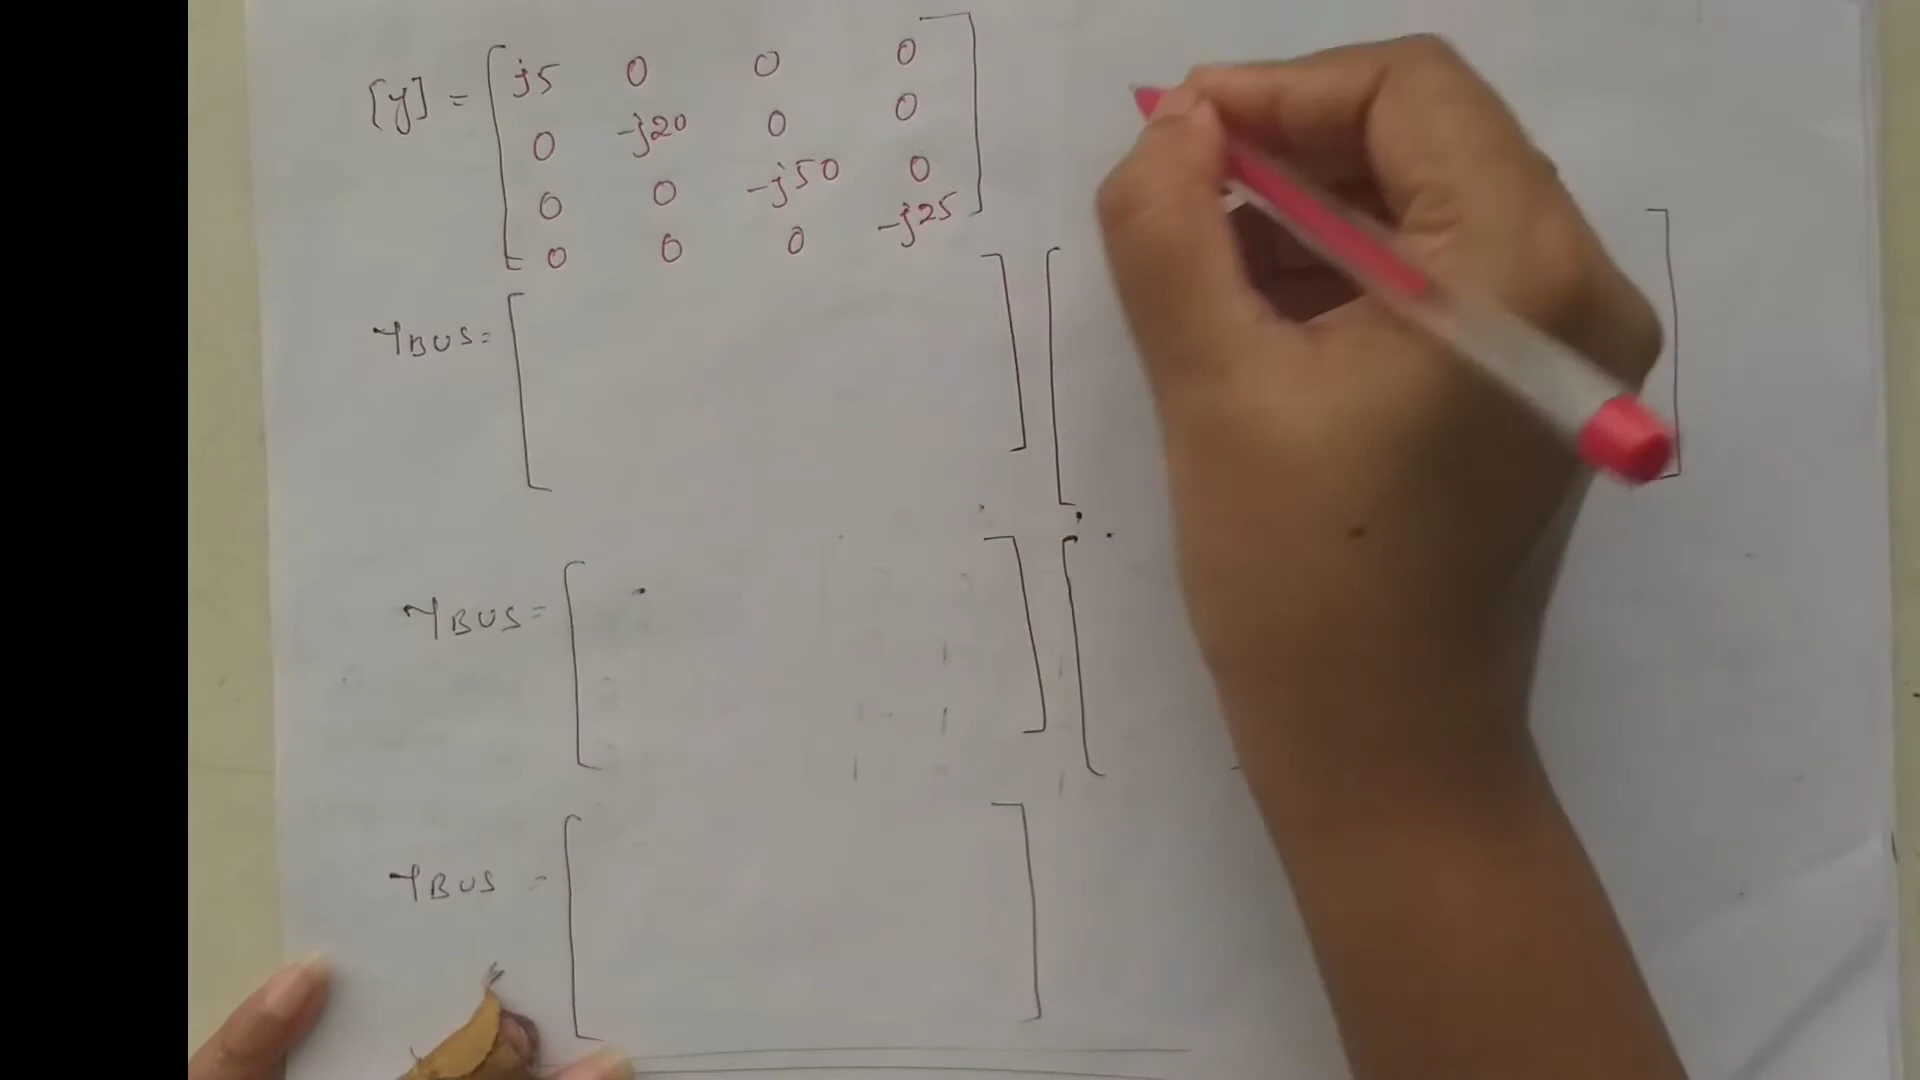 [y] = [ j5 0 0 0
0 -j20 0 0
0 0 -j50 0
0 0 0 -j25 ]
YBUS = [ ] [ ]
YBUS = [ ] [
YBUS = [ ]